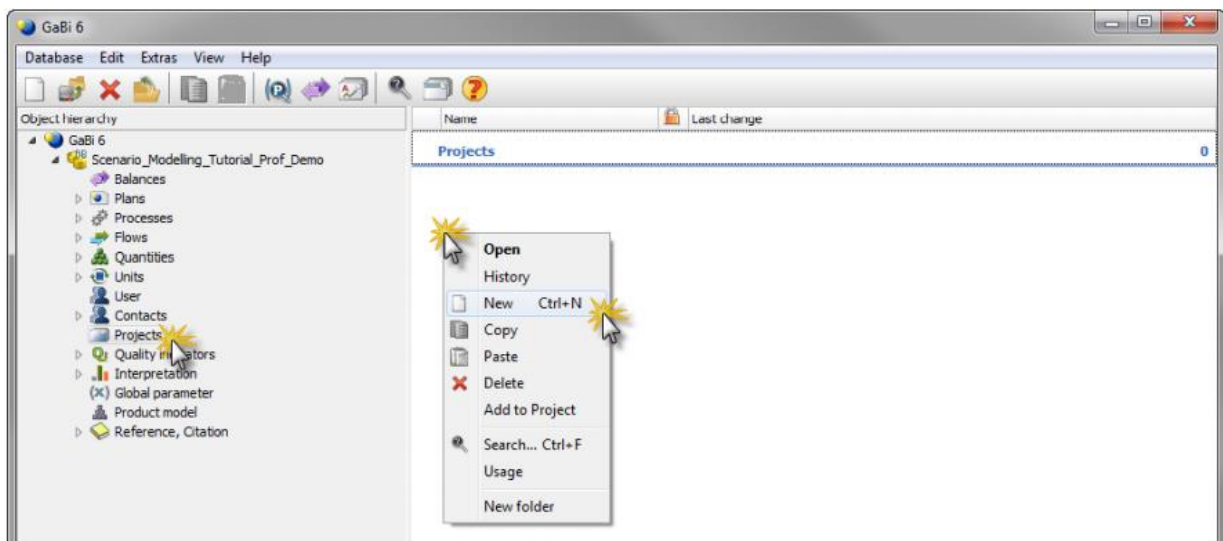 GaBi 6
Database Edit Extras View Help
Object hierarchy
Name Last change
GaBi 6
Scenario_Modelling_Tutorial_Prof_Demo
Projects 0
Balances
Plans
Processes
Flows
Quantities
Units
User
Contacts
Projects
Quality indicators
Interpretation
(x) Global parameter
Product model
Reference, Citation
Open
History
New Ctrl+N
Copy
Paste
Delete
Add to Project
Search... Ctrl+F
Usage
New folder